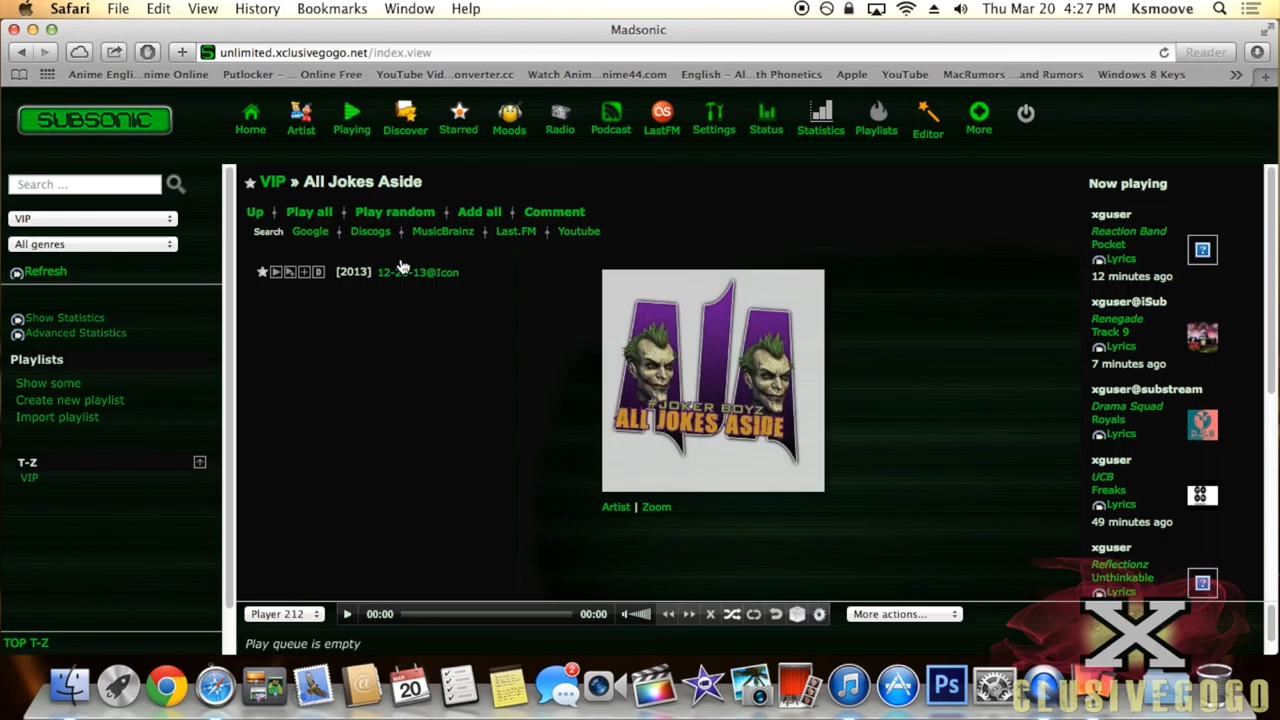 Safari File Edit View History Bookmarks Window Help Thu Mar 20 4:27 PM Ksmoove
Madsonic
unlimited.xclusivegogo.net/index.view Reader
Anime Engli...nime Online Putlocker – ... Online Free YouTube Vid...onverter.cc Watch Anim...nime44.com English – Al...th Phonetics Apple YouTube MacRumors ...and Rumors Windows 8 Keys
SUBSONIC
Home Artist Playing Discover Starred Moods Radio Podcast LastFM Settings Status Statistics Playlists Editor More
Search ...
VIP
All genres
Refresh
Show Statistics
Advanced Statistics
Playlists
Show some
Create new playlist
Import playlist
T-Z
VIP
TOP T-Z
VIP » All Jokes Aside
Up Play all Play random Add all Comment
Search Google Discogs MusicBrainz Last.FM Youtube
[2013]
#JOKER BOYZ
ALL JOKES ASIDE
Artist | Zoom
Now playing
xguser
Reaction Band
Pocket
Lyrics
12 minutes ago
xguser@iSub
Renegade
Track 9
Lyrics
7 minutes ago
xguser@substream
Drama Squad
Royals
Lyrics
xguser
UCB
Freaks
Lyrics
49 minutes ago
xguser
Reflectionz
Unthinkable
Lyrics
Player 212 00:00 00:00 More actions...
Play queue is empty
20
2
Ps
X
CLUSIVEGOGO